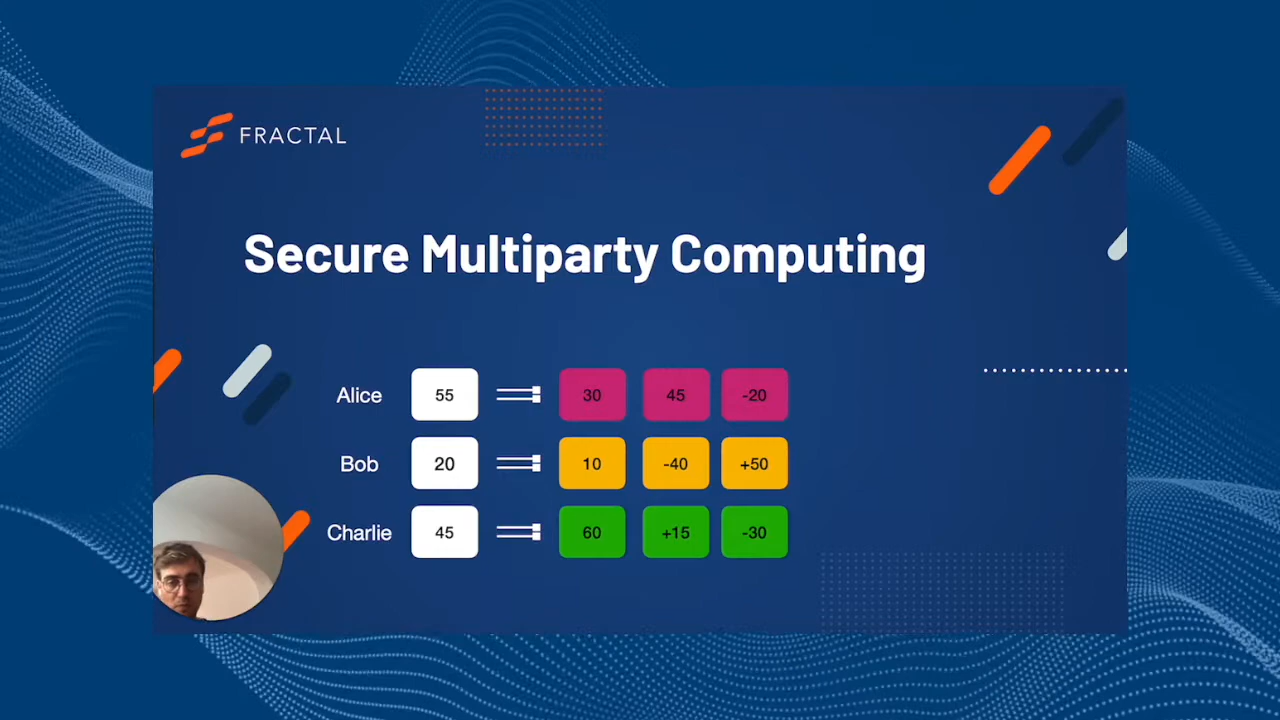 FRACTAL
Secure Multiparty Computing
Alice 55 30 45 -20
Bob 20 10 -40 +50
Charlie 45 60 +15 -30